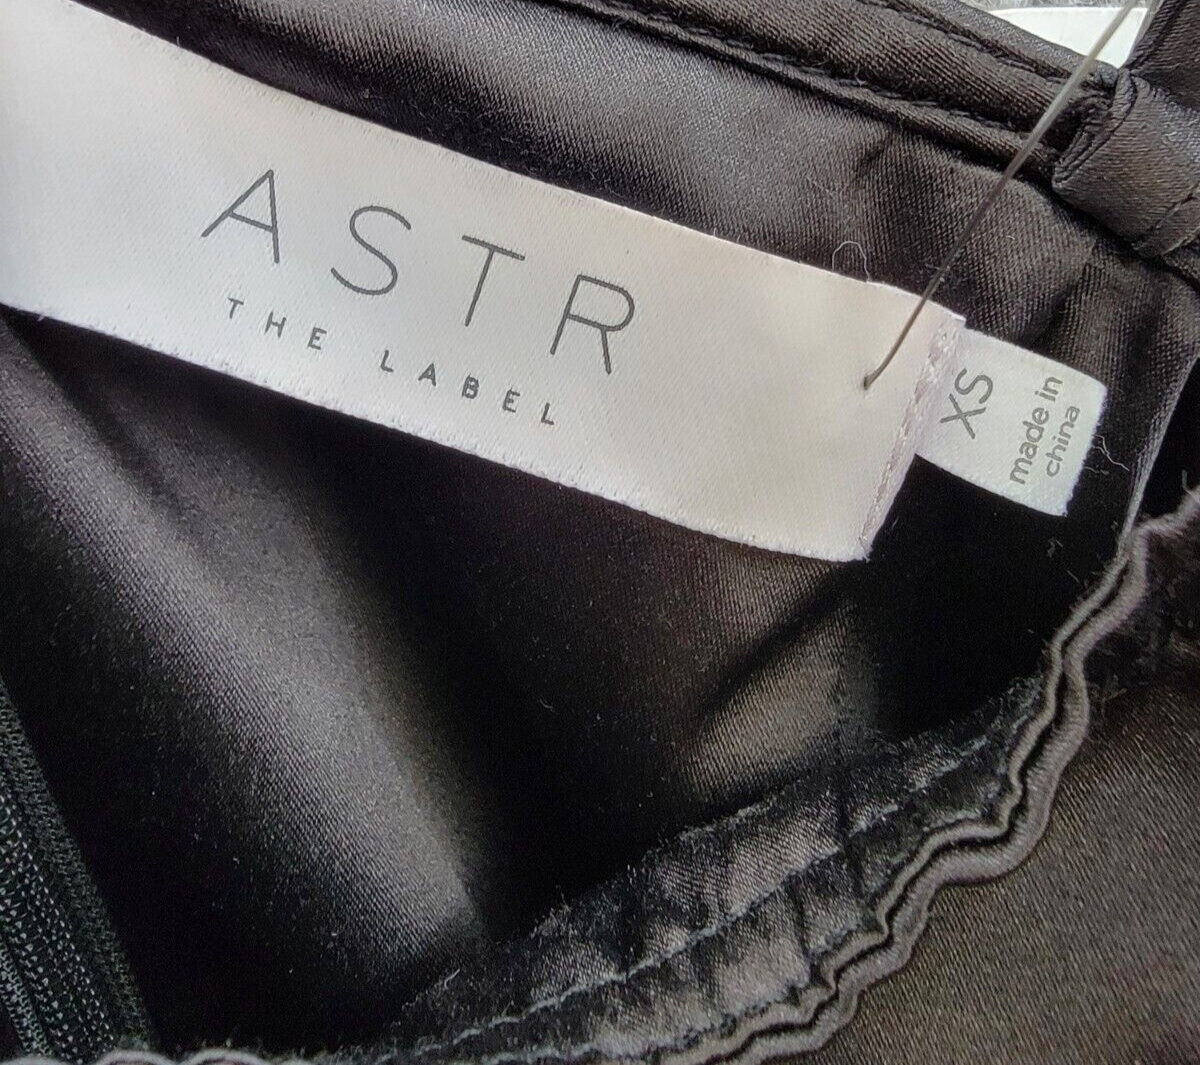 ASTR
THE LABEL
XS
made in
china